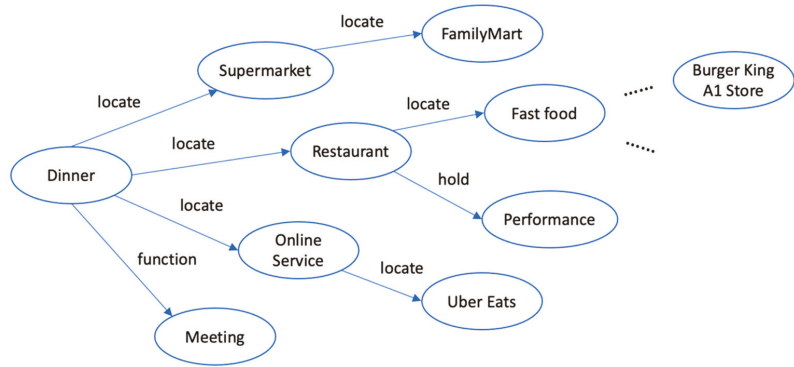 locate
FamilyMart
Supermarket
Burger King
A1 Store
locate
locate
Fast food
locate
Restaurant
Dinner
hold
locate
Performance
Online
Service
function
locate
Uber Eats
Meeting